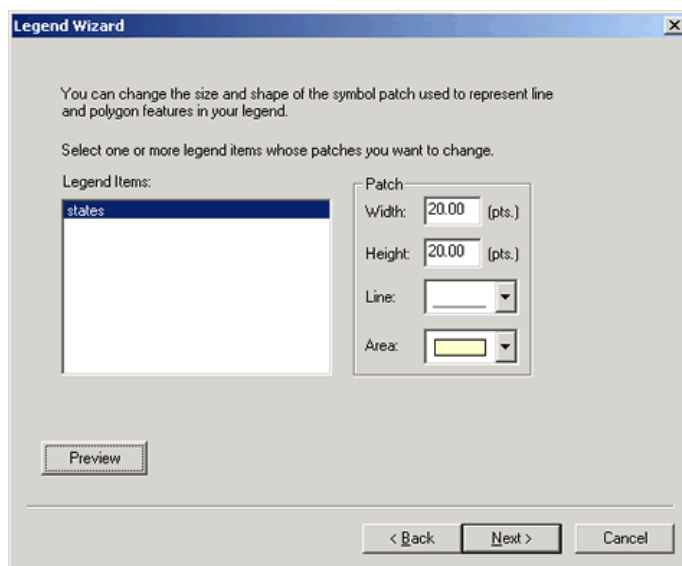 Legend Wizard
You can change the size and shape of the symbol patch used to represent line
and polygon features in your legend.
Select one or more legend items whose patches you want to change.
Legend Items:
states
Patch
Width: 20.00 (pts.)
Height: 20.00 (pts.)
Line:
Area:
Preview
< Back
Next >
Cancel